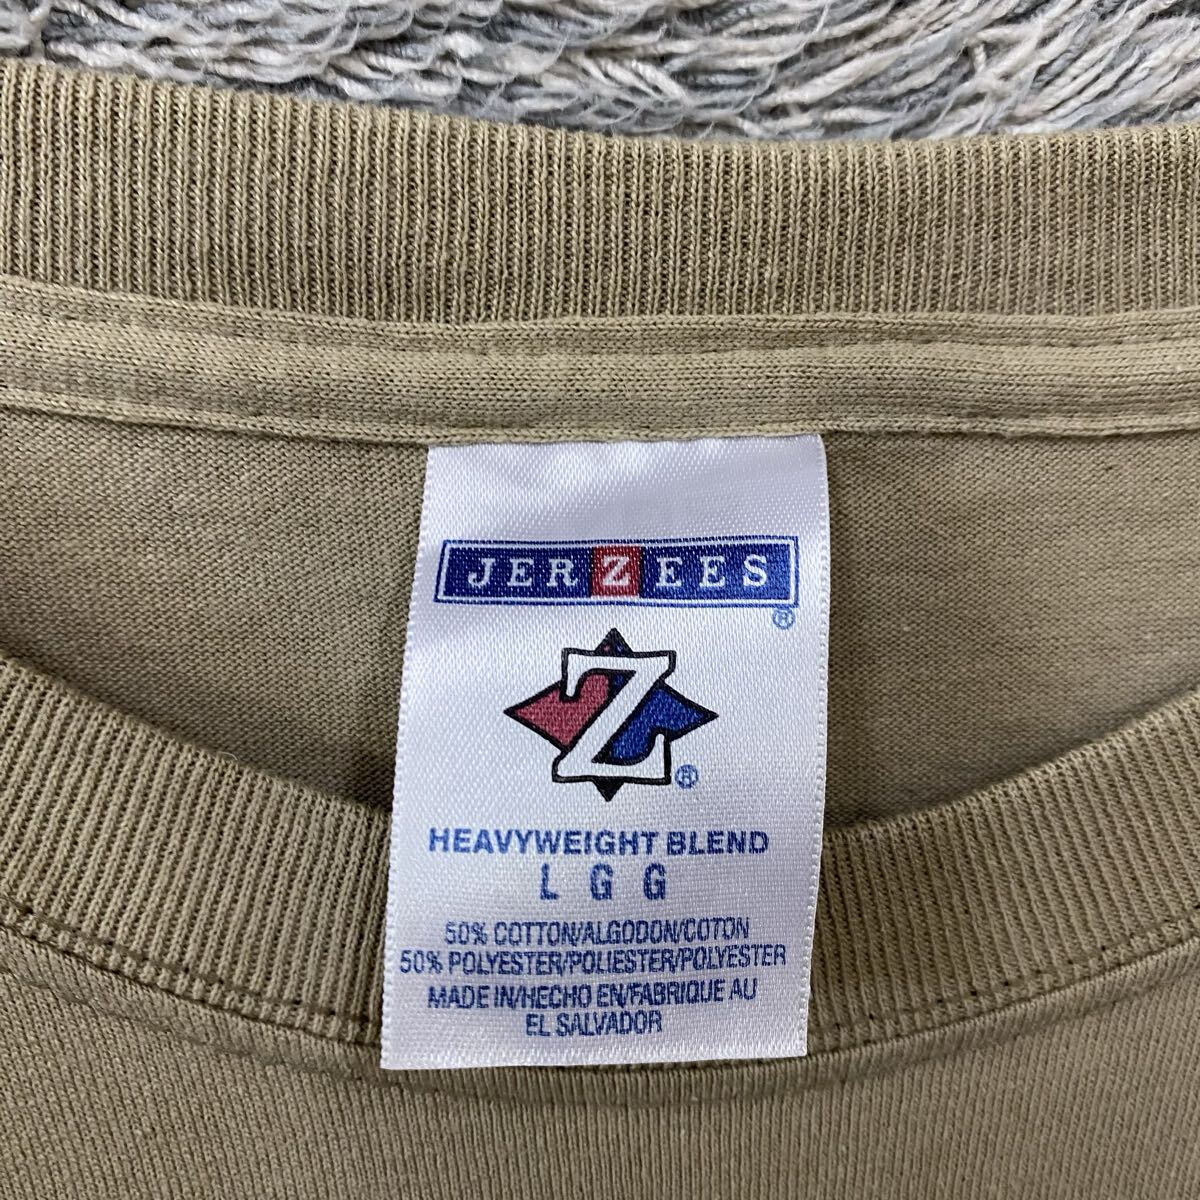 JERZEES
®
Z
®
HEAVYWEIGHT BLEND
L G G
50% COTTON/ALGODON/COTON
50% POLYESTER/POLIESTER/POLYESTER
MADE IN/HECHO EN/FABRIQUE AU
EL SALVADOR